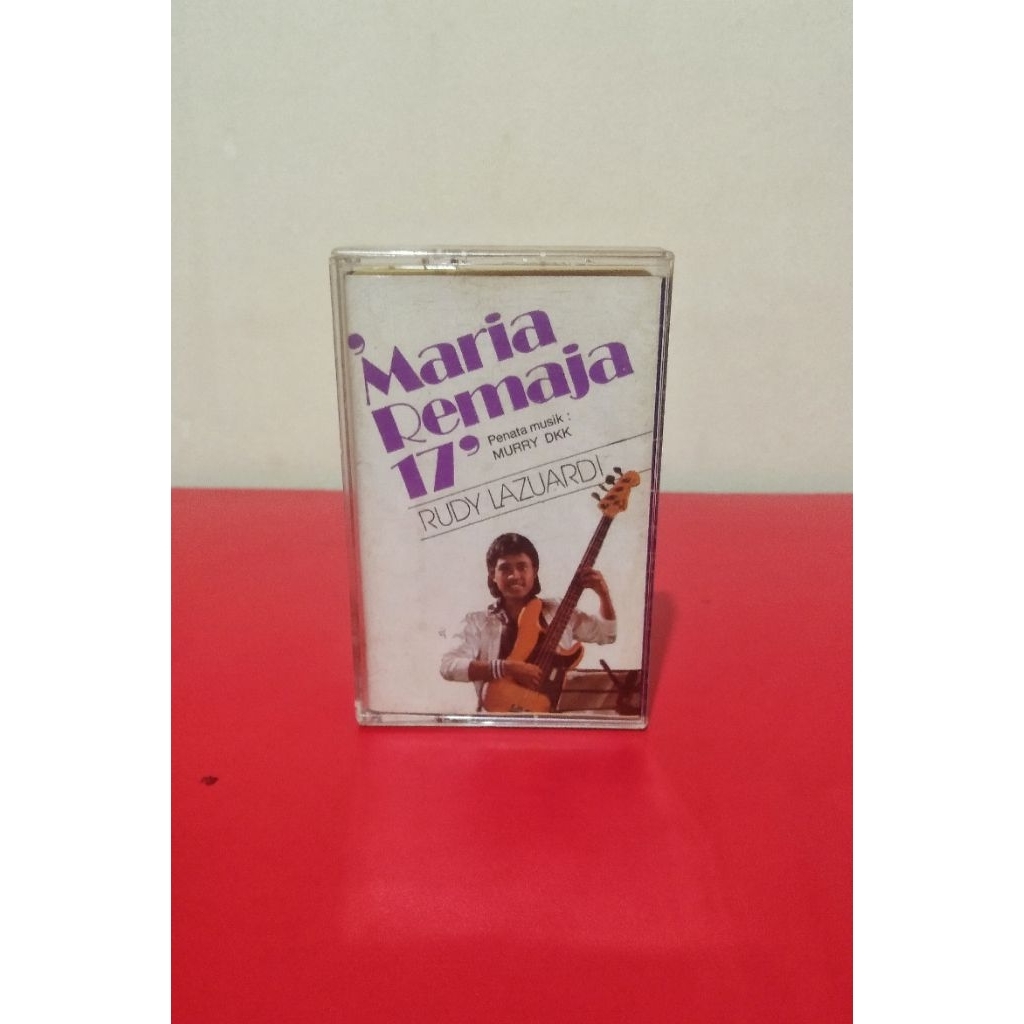 'Maria
Remaja
17'
Penata musik :
MURRY DKK
RUDY LAZUARDI